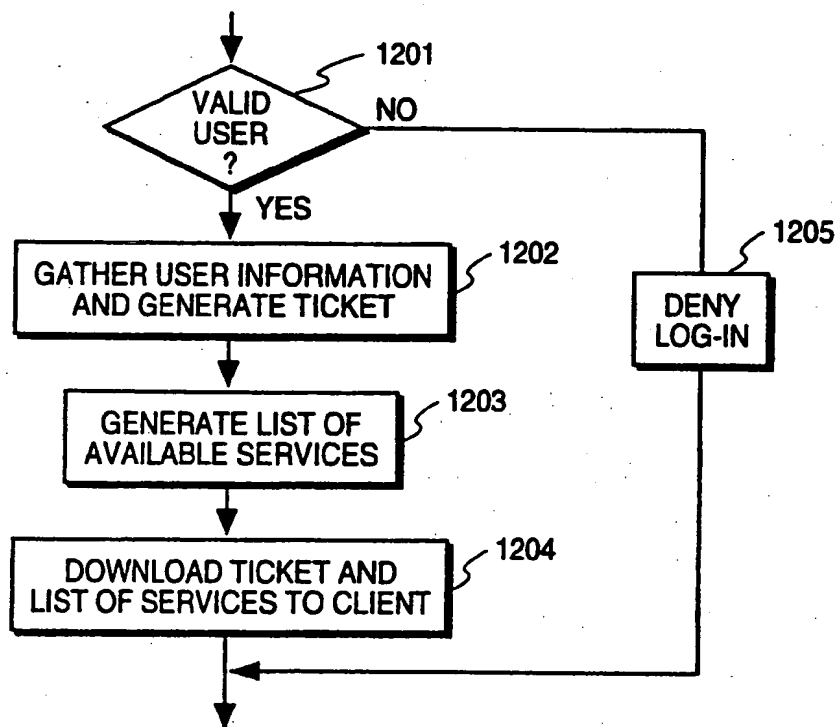 1201
VALID
USER
?
NO
YES
1202
GATHER USER INFORMATION
AND GENERATE TICKET
1205
DENY
LOG-IN
1203
GENERATE LIST OF
AVAILABLE SERVICES
1204
DOWNLOAD TICKET AND
LIST OF SERVICES TO CLIENT